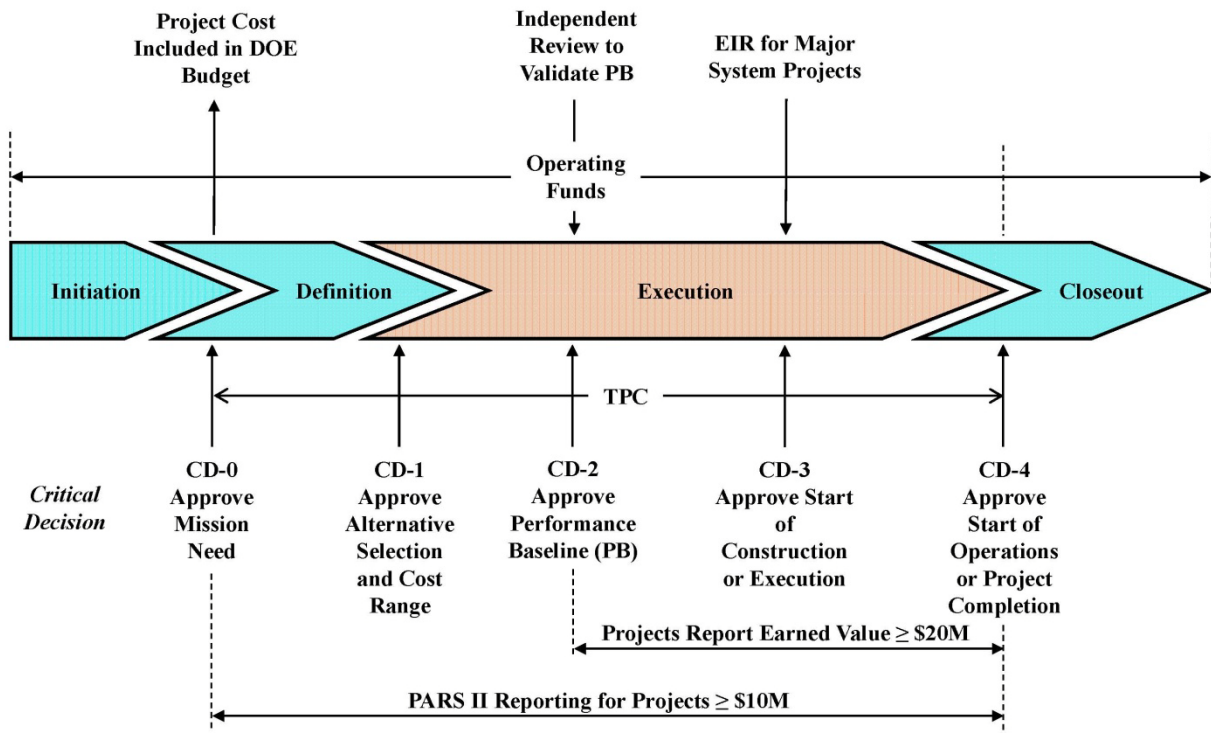 Project Cost
Included in DOE
Budget
Independent
Review to
Validate PB
EIR for Major
System Projects
Operating
Funds
Initiation
Definition
Execution
Closeout
TPC
Critical
Decision
CD-0
Approve
Mission
Need
CD-1
Approve
Alternative
Selection
and Cost
Range
CD-2
Approve
Performance
Baseline (PB)
CD-3
Approve Start
of
Construction
or Execution
CD-4
Approve
Start of
Operations
or Project
Completion
Projects Report Earned Value ≥ $20M
PARS II Reporting for Projects ≥ $10M